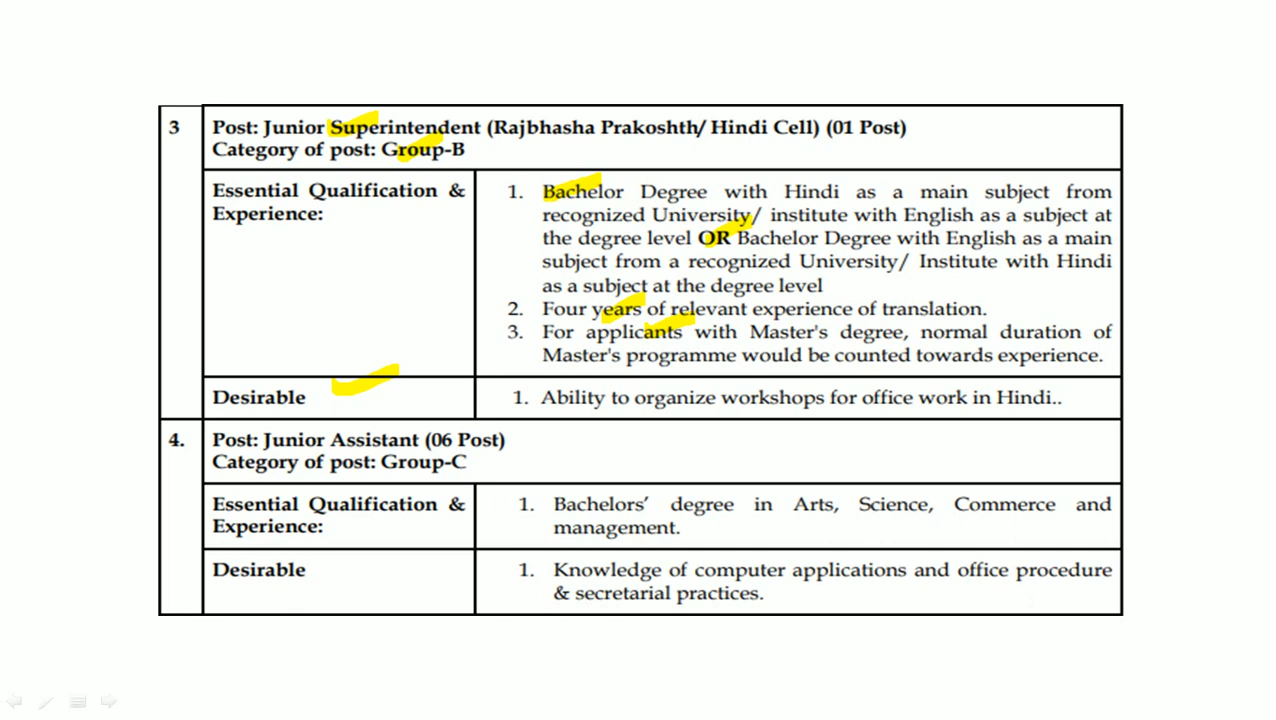 3 Post: Junior Superintendent (Rajbhasha Prakoshth/ Hindi Cell) (01 Post)
Category of post: Group-B
Essential Qualification &
Experience:
1. Bachelor Degree with Hindi as a main subject from
recognized University/ institute with English as a subject at
the degree level OR Bachelor Degree with English as a main
subject from a recognized University/ Institute with Hindi
as a subject at the degree level
2. Four years of relevant experience of translation.
3. For applicants with Master's degree, normal duration of
Master's programme would be counted towards experience.
Desirable
1. Ability to organize workshops for office work in Hindi..
4. Post: Junior Assistant (06 Post)
Category of post: Group-C
Essential Qualification &
Experience:
1. Bachelors’ degree in Arts, Science, Commerce and
management.
Desirable
1. Knowledge of computer applications and office procedure
& secretarial practices.